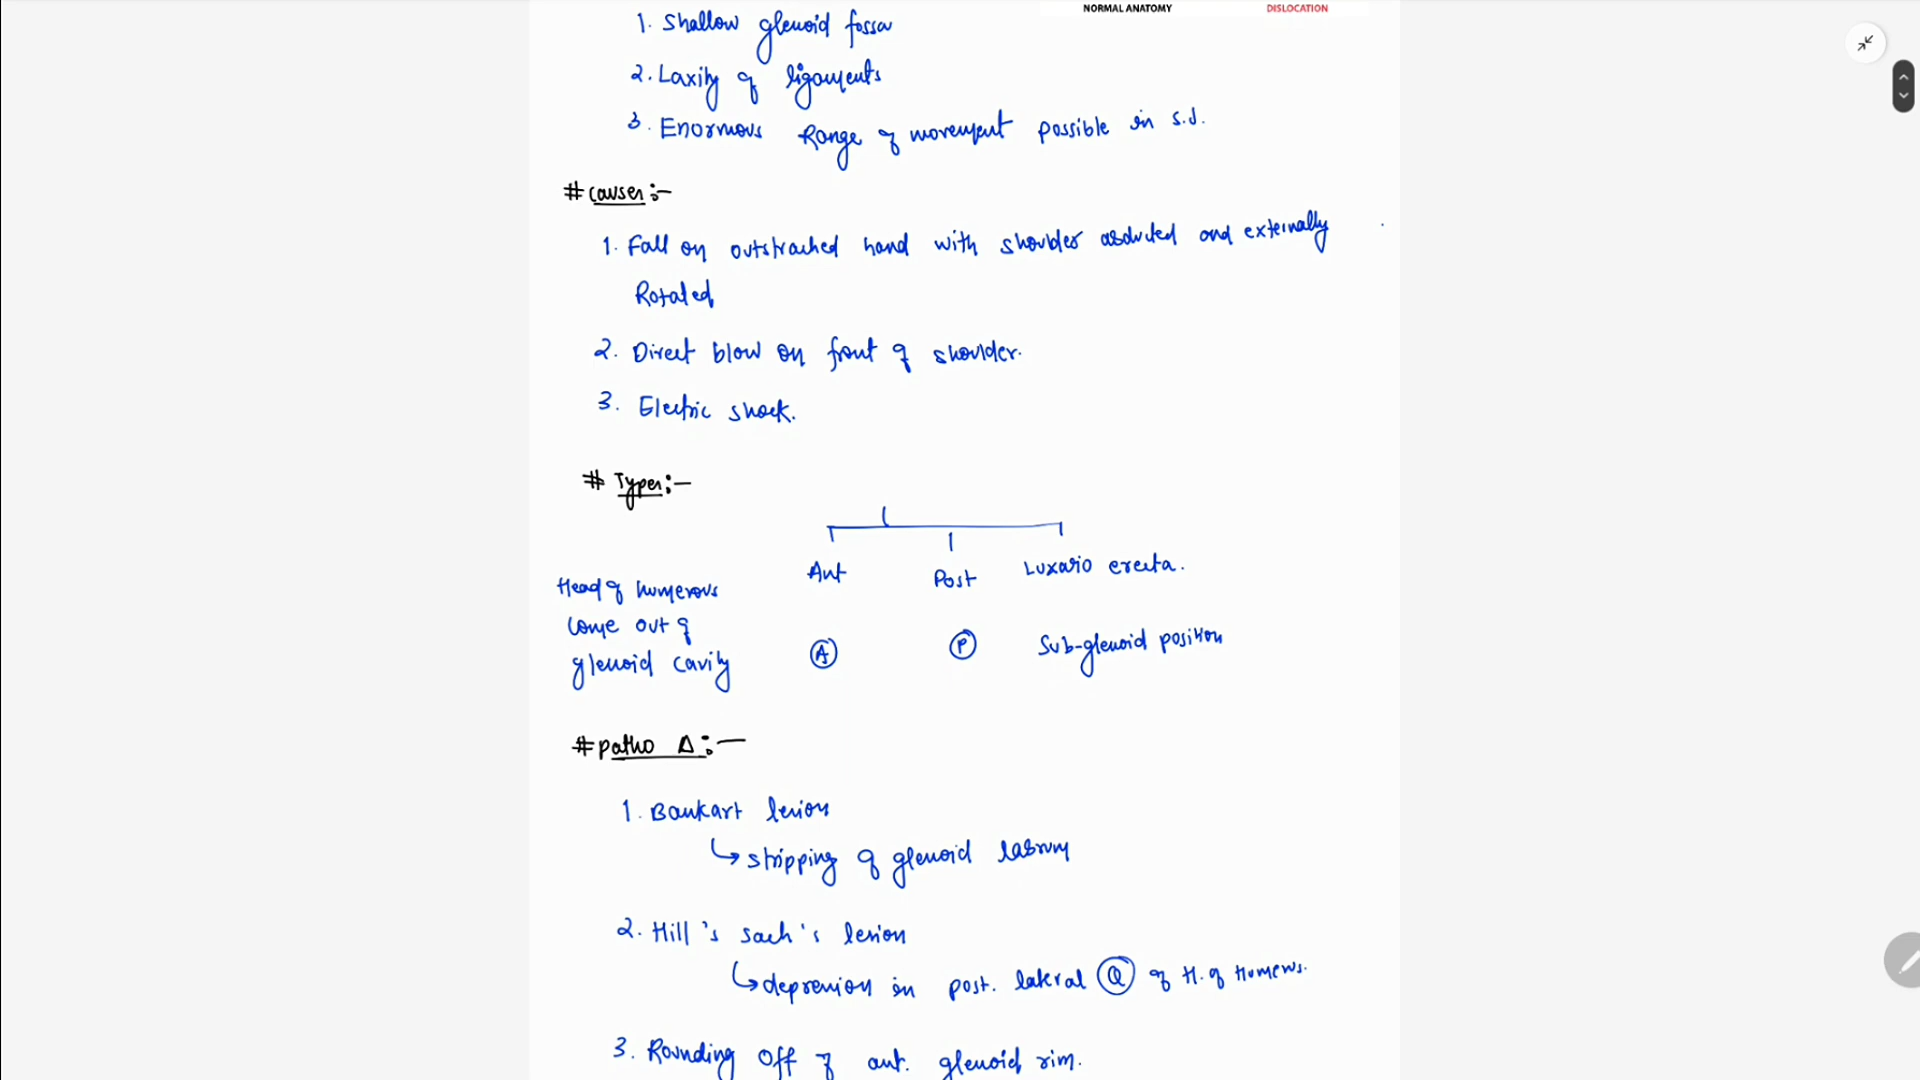 NORMAL ANATOMY DISLOCATION
1. Shallow glenoid fossa
2. Laxity of ligaments
3. Enormous Range of movement possible in S.J.
# Causes:-
1. Fall on outstrached hand with shoulder abducted and externally
Rotated
2. Direct blow on front of shoulder.
3. Electric shock.
# Types:-
Ant Post Luxatio erecta.
Head of humerous
come out of
glenoid cavity
A P Sub-glenoid position
# patho Δ:-
1. Bankart lesion
↳ stripping of glenoid labrum
2. Hill's sach's lesion
↳ depression in post. lateral Q of H. of Humerus.
3. Rounding Off of ant. glenoid rim.